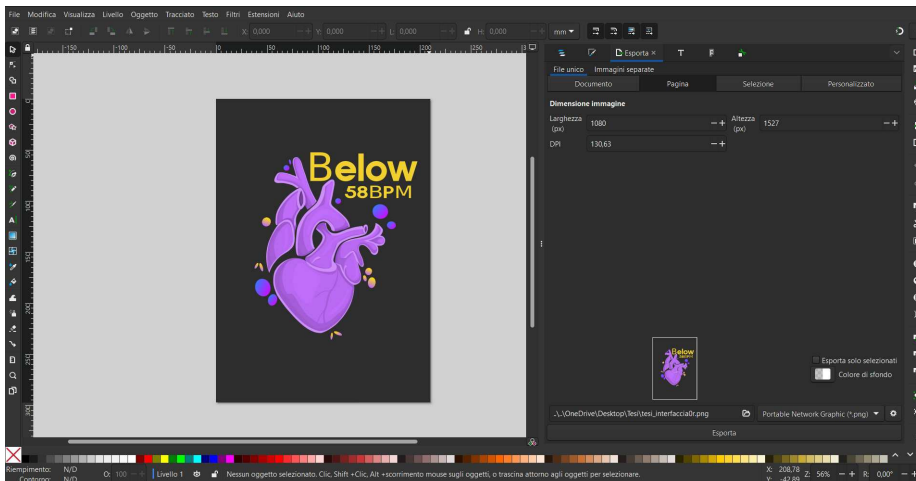 File Modifica Visualizza Livello Oggetto Tracciato Testo Filtri Estensioni Aiuto
X: 0,000 Y: 0,000 L: 0,000 H: 0,000 mm
Esporta
File unico Immagini separate
Documento Pagina Selezione Personalizzato
Dimensione immagine
Larghezza (px) 1080 Altezza (px) 1527
DPI 130,63
Below
58BPM
Esporta solo selezionati
Colore di sfondo
..\..\OneDrive\Desktop\Tesi\tesi_interfaccia0r.png Portable Network Graphic (*.png)
Esporta
Riempimento: N/D O: 100 Livello 1 Nessun oggetto selezionato. Clic, Shift +Clic, Alt +scorrimento mouse sugli oggetti, o trascina attorno agli oggetti per selezionare. X: 208,78 Z: 56% R: 0,00°
Contorno: N/D Y: -42,89